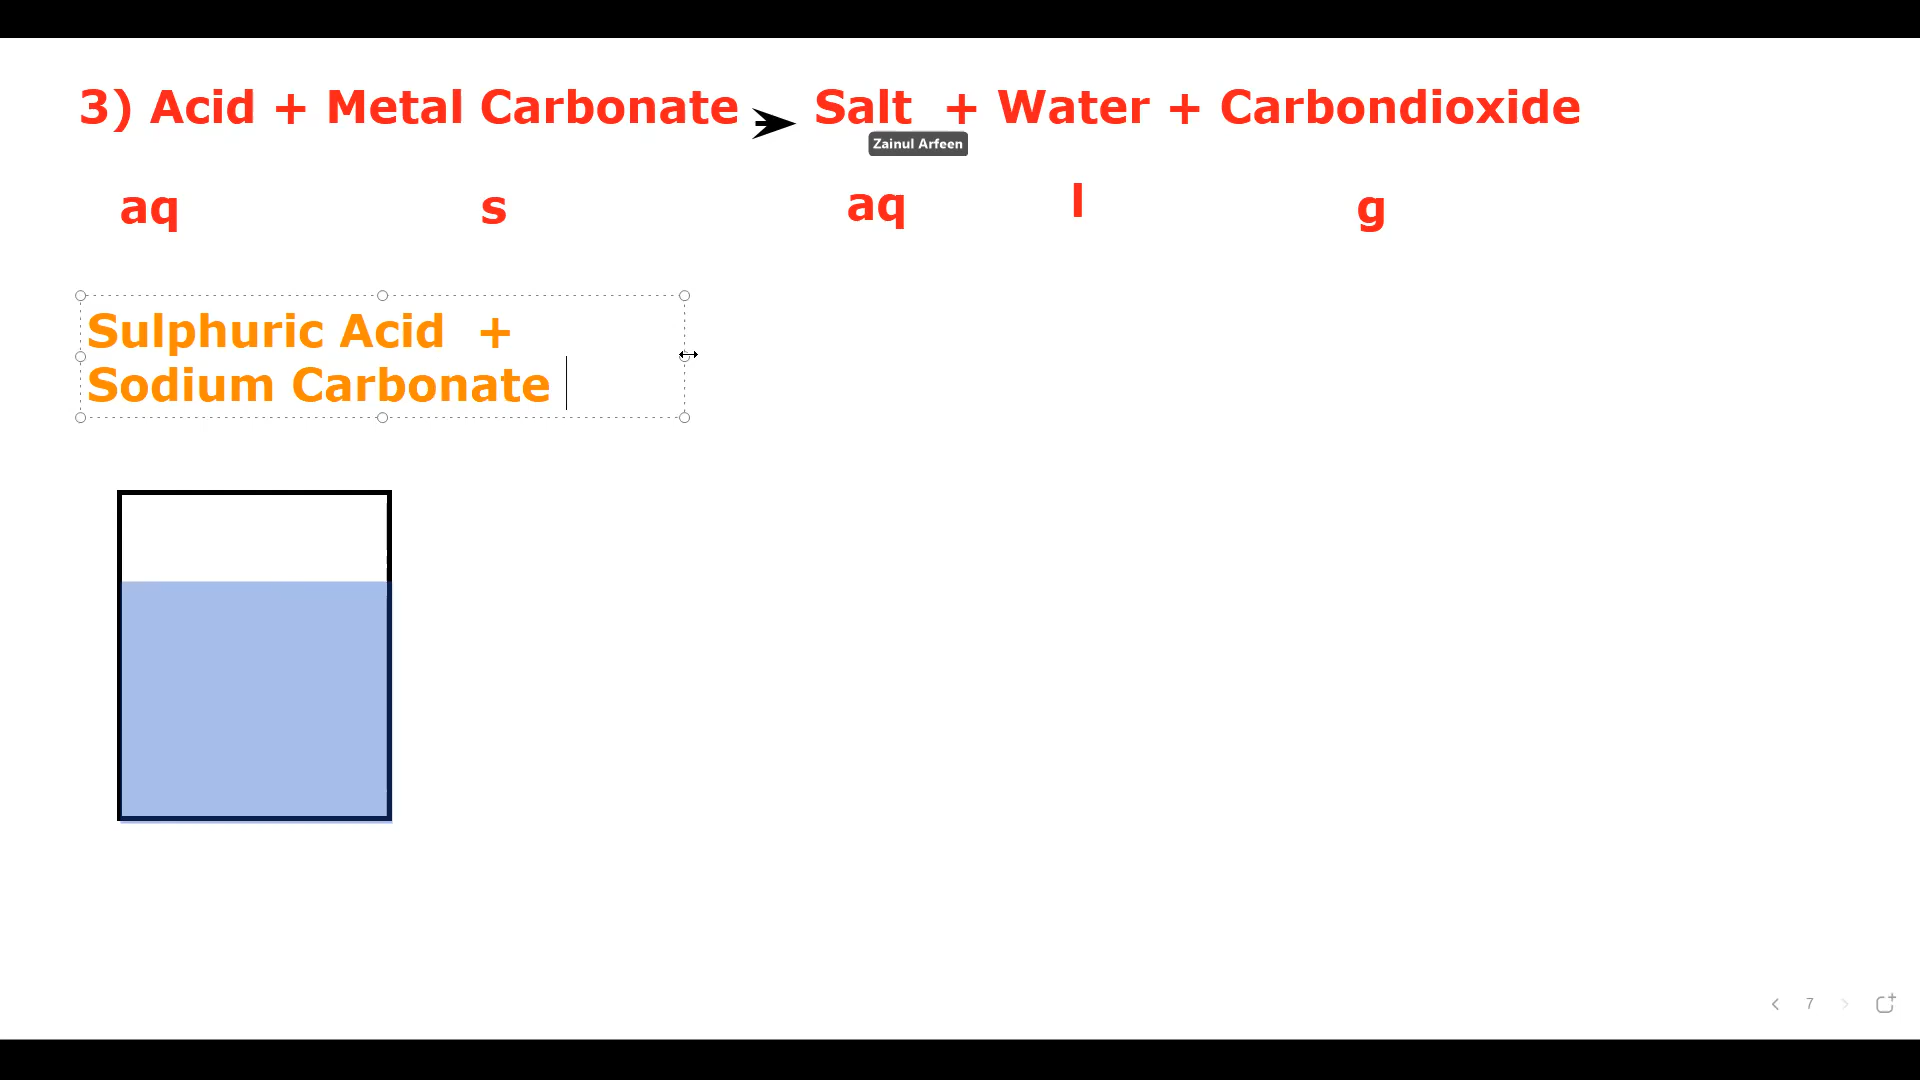 3) Acid + Metal Carbonate Salt + Water + Carbondioxide
Zainul Arfeen
aq s aq l g
Sulphuric Acid +
Sodium Carbonate
7